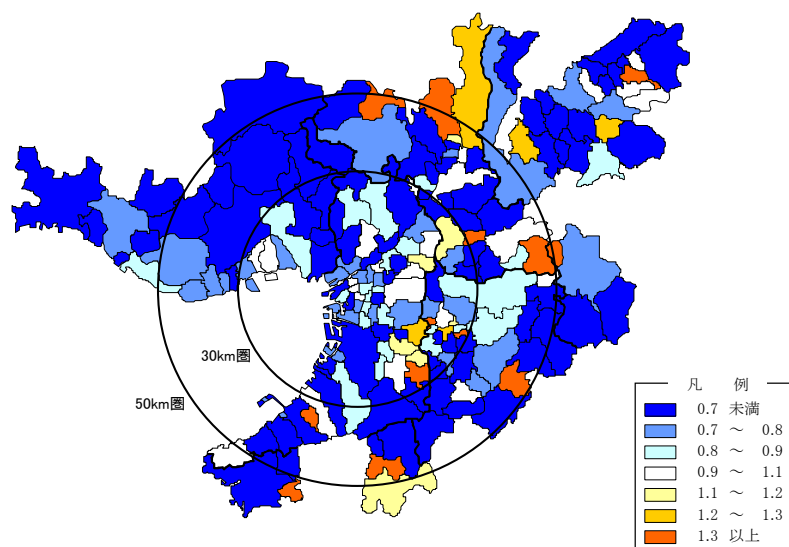 30km圏
50km圏
凡 例
0.7 未満
0.7 ～ 0.8
0.8 ～ 0.9
0.9 ～ 1.1
1.1 ～ 1.2
1.2 ～ 1.3
1.3 以上